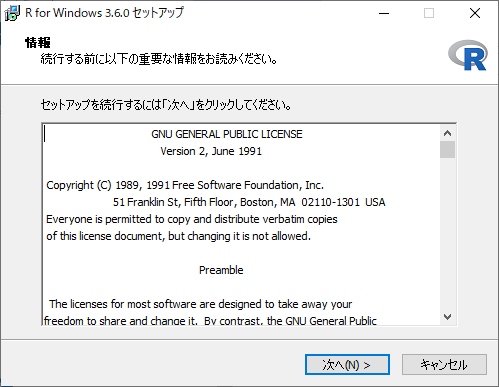 R for Windows 3.6.0 セットアップ
情報
続行する前に以下の重要な情報をお読みください。
R
セットアップを続行するには「次へ」をクリックしてください。
GNU GENERAL PUBLIC LICENSE
Version 2, June 1991
Copyright (C) 1989, 1991 Free Software Foundation, Inc.
51 Franklin St, Fifth Floor, Boston, MA  02110-1301  USA
Everyone is permitted to copy and distribute verbatim copies
of this license document, but changing it is not allowed.
Preamble
The licenses for most software are designed to take away your
freedom to share and change it.  By contrast, the GNU General Public
次へ(N) >
キャンセル